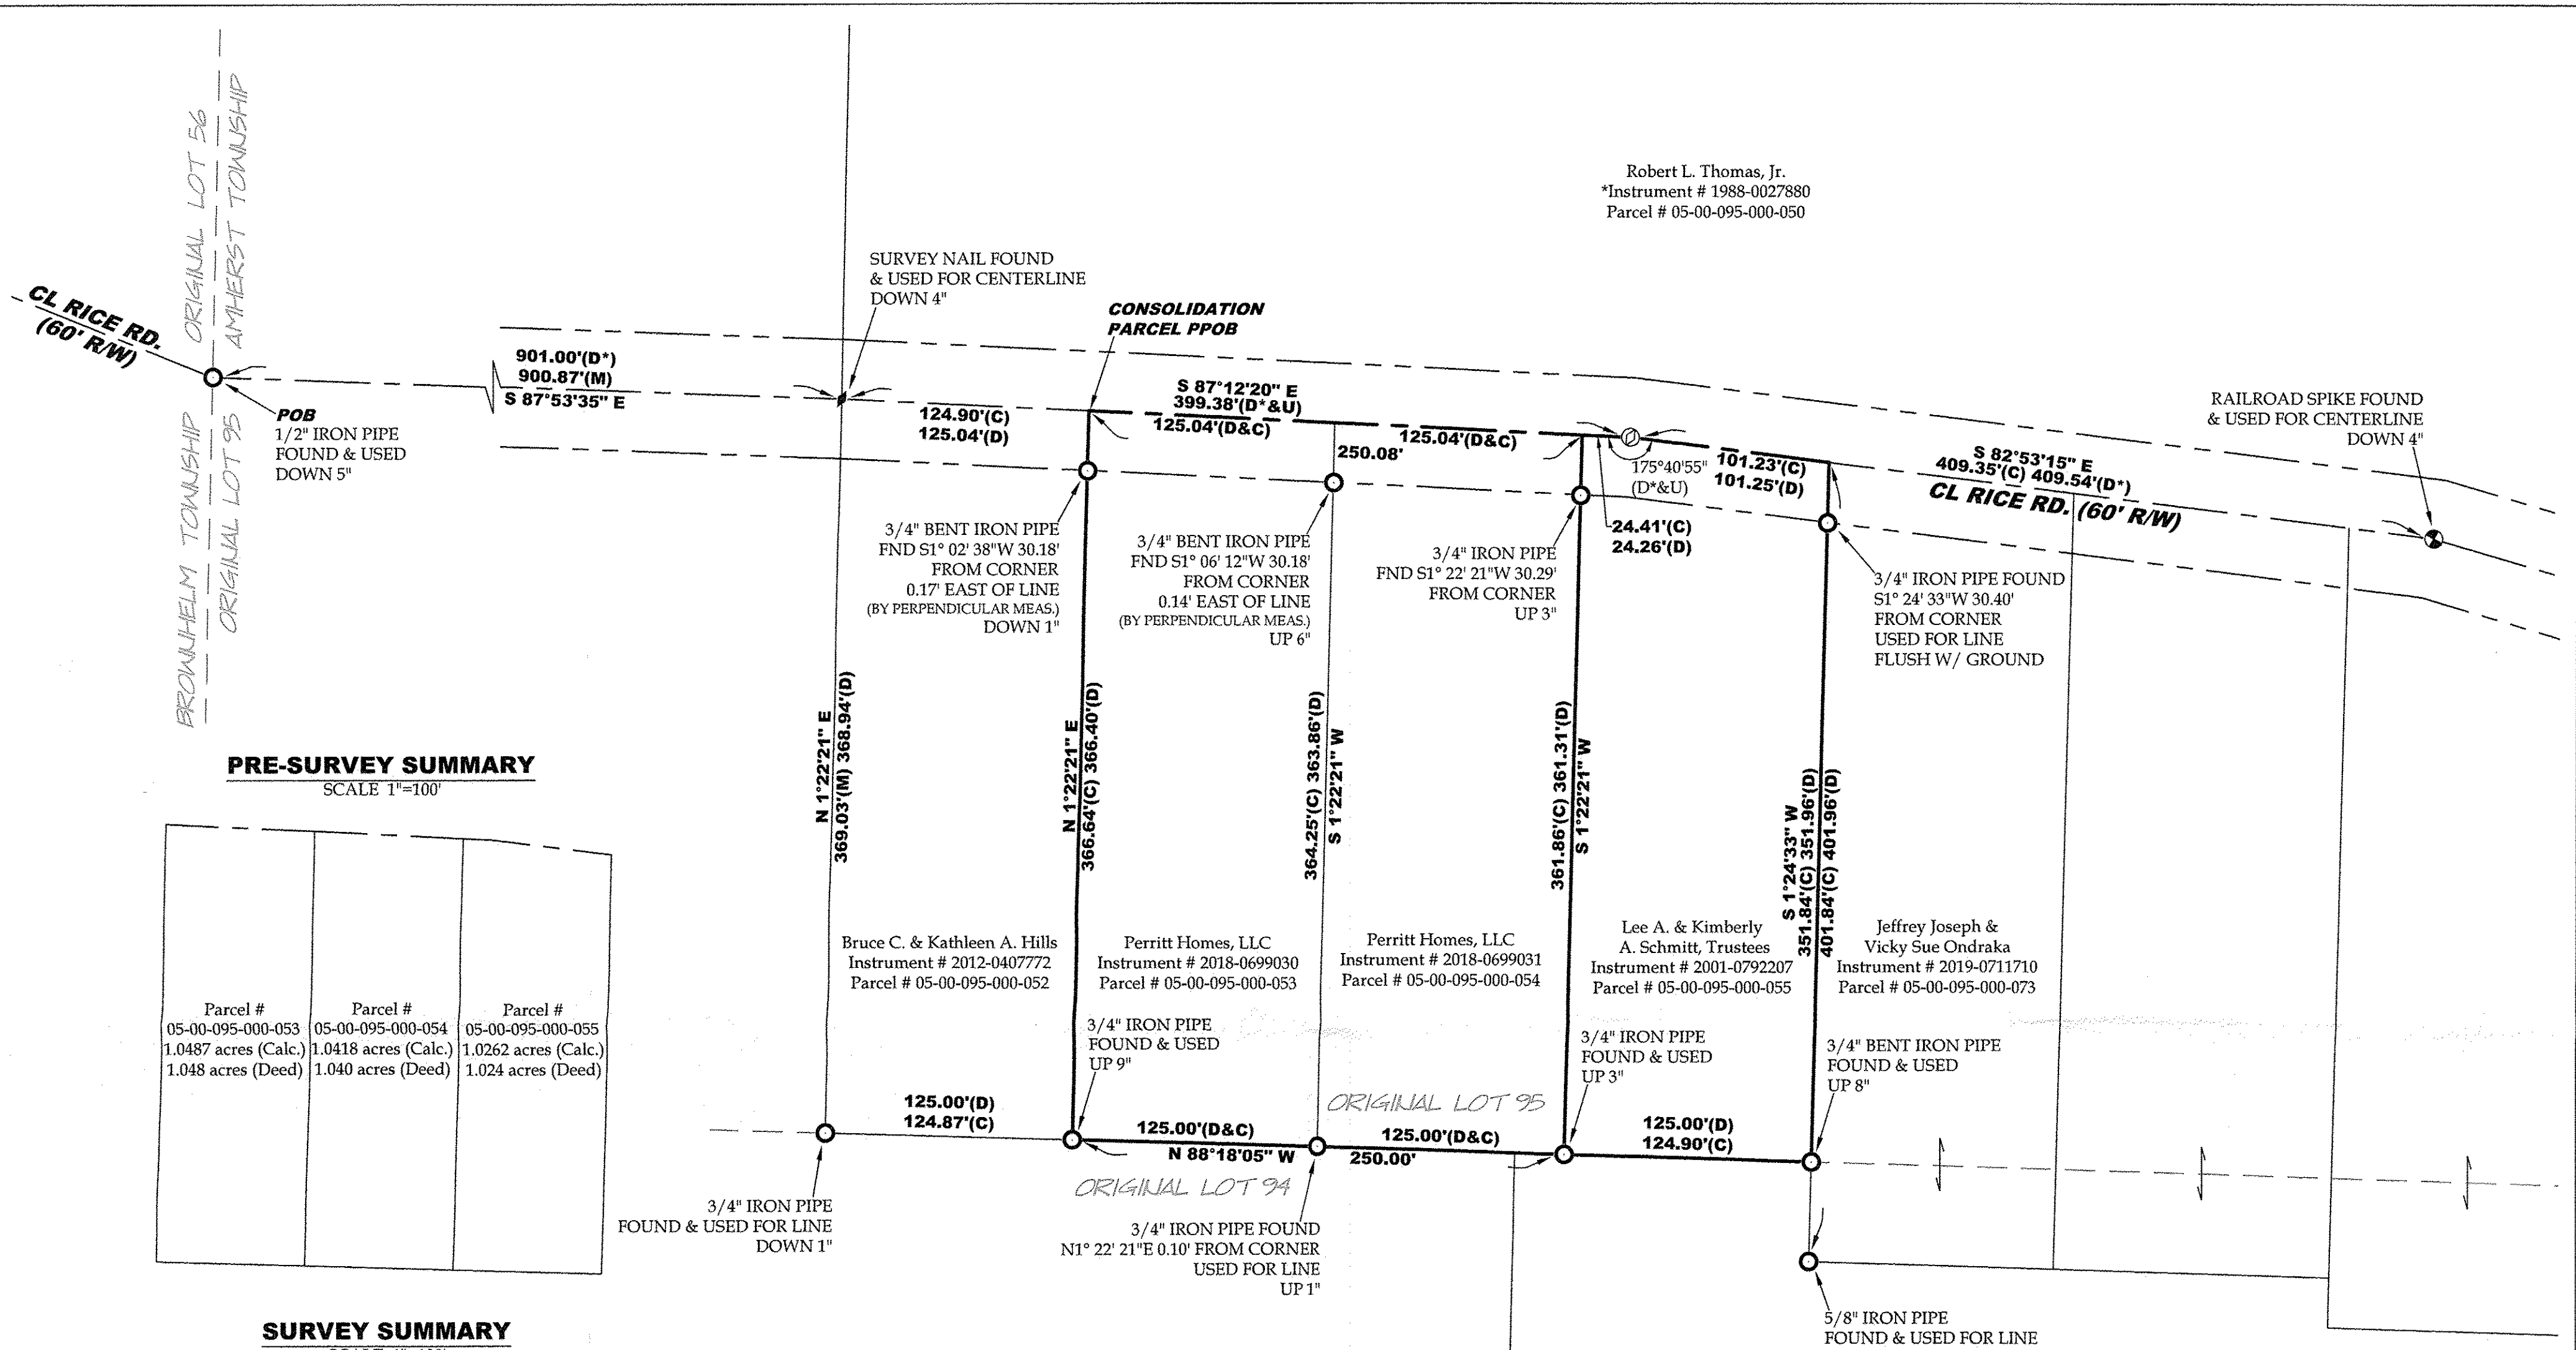 Robert L. Thomas, Jr.
*Instrument # 1988-0027880
Parcel # 05-00-095-000-050
ORIGINAL LOT 56
AMHERST TOWNSHIP
BROWNHELM TOWNSHIP
ORIGINAL LOT 95
CL RICE RD.
(60' R/W)
POB
1/2" IRON PIPE
FOUND & USED
DOWN 5"
901.00'(D*)
900.87'(M)
S 87°53'35" E
SURVEY NAIL FOUND
& USED FOR CENTERLINE
DOWN 4"
CONSOLIDATION
PARCEL PPOB
124.90'(C)
125.04'(D)
S 87°12'20" E
399.38'(D*&U)
125.04'(D&C)
125.04'(D&C)
250.08'
175°40'55"
(D*&U)
101.23'(C)
101.25'(D)
24.41'(C)
24.26'(D)
S 82°53'15" E
409.35'(C) 409.54'(D*)
CL RICE RD. (60' R/W)
RAILROAD SPIKE FOUND
& USED FOR CENTERLINE
DOWN 4"
3/4" BENT IRON PIPE
FND S1° 02' 38"W 30.18'
FROM CORNER
0.17' EAST OF LINE
(BY PERPENDICULAR MEAS.)
DOWN 1"
3/4" BENT IRON PIPE
FND S1° 06' 12"W 30.18'
FROM CORNER
0.14' EAST OF LINE
(BY PERPENDICULAR MEAS.)
UP 6"
3/4" IRON PIPE
FND S1° 22' 21"W 30.29'
FROM CORNER
UP 3"
3/4" IRON PIPE FOUND
S1° 24' 33"W 30.40'
FROM CORNER
USED FOR LINE
FLUSH W/ GROUND
N 1°22'21" E
369.03'(M) 368.94'(D)
N 1°22'21" E
366.64'(C) 366.40'(D)
364.25'(C) 363.86'(D)
S 1°22'21" W
361.86'(C) 361.31'(D)
S 1°22'21" W
S 1°24'33" W
351.84'(C) 351.96'(D)
401.84'(C) 401.96'(D)
Bruce C. & Kathleen A. Hills
Instrument # 2012-0407772
Parcel # 05-00-095-000-052
Perritt Homes, LLC
Instrument # 2018-0699030
Parcel # 05-00-095-000-053
Perritt Homes, LLC
Instrument # 2018-0699031
Parcel # 05-00-095-000-054
Lee A. & Kimberly
A. Schmitt, Trustees
Instrument # 2001-0792207
Parcel # 05-00-095-000-055
Jeffrey Joseph &
Vicky Sue Ondraka
Instrument # 2019-0711710
Parcel # 05-00-095-000-073
3/4" IRON PIPE
FOUND & USED
UP 9"
3/4" IRON PIPE
FOUND & USED
UP 3"
3/4" BENT IRON PIPE
FOUND & USED
UP 8"
125.00'(D)
124.87'(C)
125.00'(D&C)
N 88°18'05" W
ORIGINAL LOT 95
125.00'(D&C)
250.00'
125.00'(D)
124.90'(C)
ORIGINAL LOT 94
3/4" IRON PIPE
FOUND & USED FOR LINE
DOWN 1"
3/4" IRON PIPE FOUND
N1° 22' 21"E 0.10' FROM CORNER
USED FOR LINE
UP 1"
5/8" IRON PIPE
FOUND & USED FOR LINE
PRE-SURVEY SUMMARY
SCALE 1"=100'
Parcel #
05-00-095-000-053
1.0487 acres (Calc.)
1.048 acres (Deed)
Parcel #
05-00-095-000-054
1.0418 acres (Calc.)
1.040 acres (Deed)
Parcel #
05-00-095-000-055
1.0262 acres (Calc.)
1.024 acres (Deed)
SURVEY SUMMARY